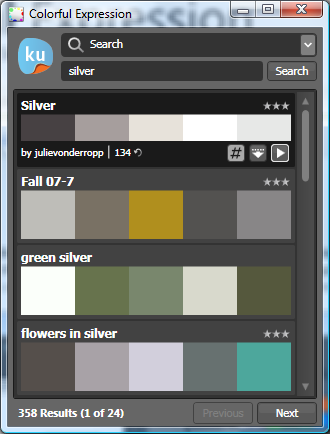 Colorful Expression
ku
Search
silver
Search
Silver
by julievonderropp | 134
#
Fall 07-7
green silver
flowers in silver
358 Results (1 of 24)
Previous
Next